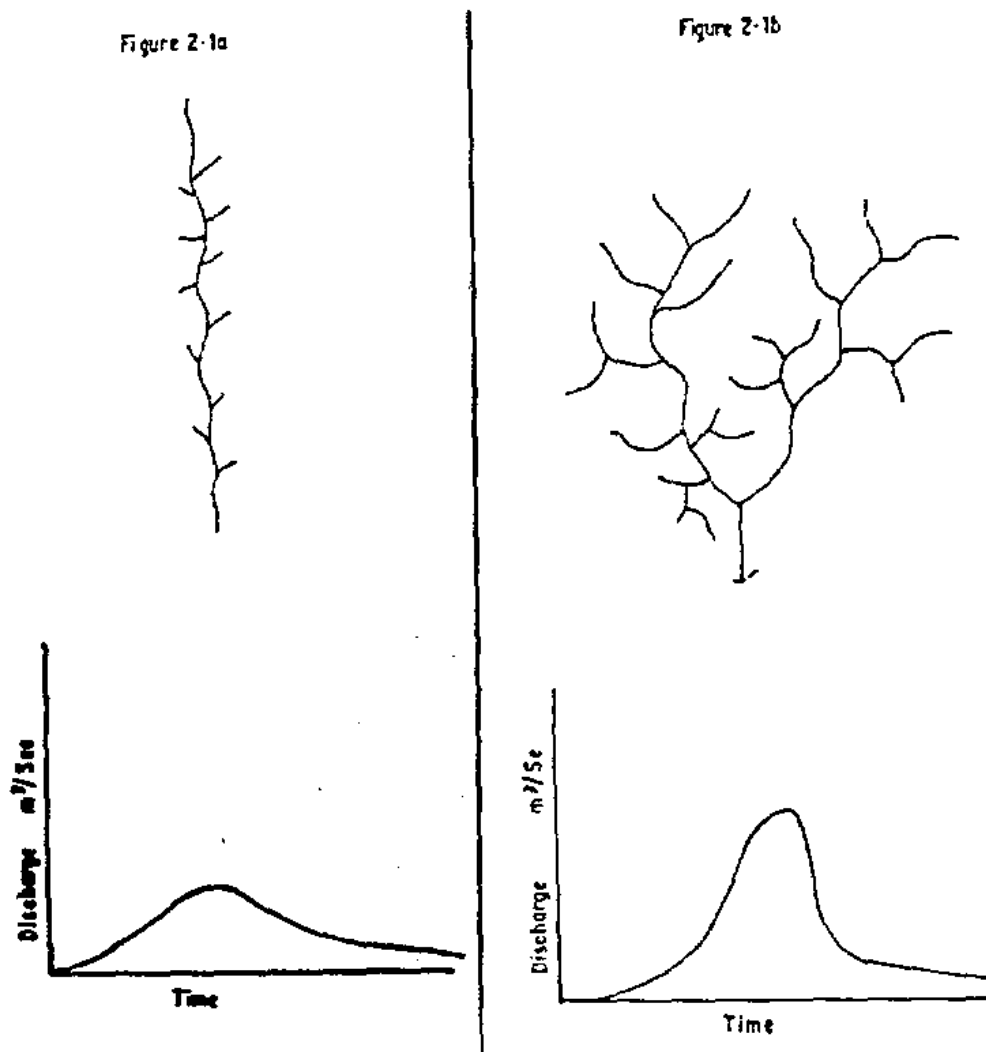 Figure 2-1a
Discharge m³/Sec
Time
Figure 2-1b
Discharge m³/Se
Time